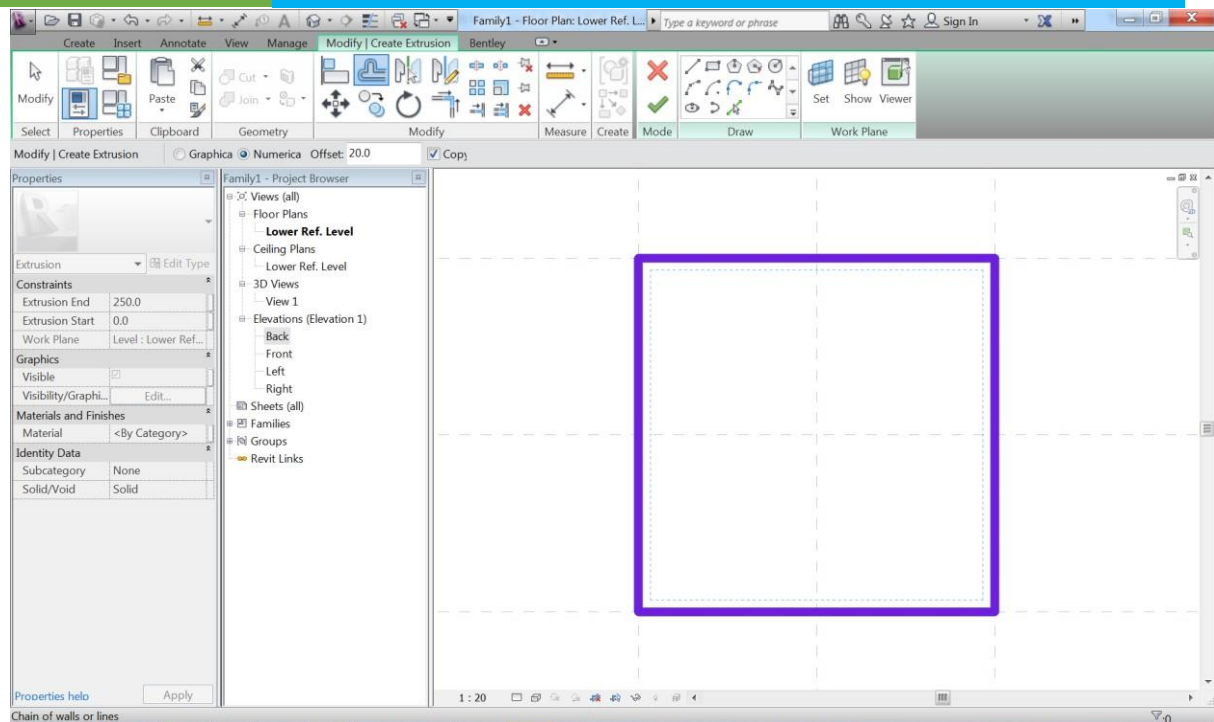 Family1 - Floor Plan: Lower Ref. L...
Type a keyword or phrase
Sign In
Create Insert Annotate View Manage Modify | Create Extrusion Bentley
Modify
Paste
Cut
Join
Set Show Viewer
Select Properties Clipboard Geometry Modify Measure Create Mode Draw Work Plane
Modify | Create Extrusion Graphica Numerica Offset: 20.0 Copy
Properties
Extrusion Edit Type
Constraints
Extrusion End 250.0
Extrusion Start 0.0
Work Plane Level : Lower Ref...
Graphics
Visible
Visibility/Graphi... Edit...
Materials and Finishes
Material <By Category>
Identity Data
Subcategory None
Solid/Void Solid
Properties help Apply
Family1 - Project Browser
Views (all)
Floor Plans
Lower Ref. Level
Ceiling Plans
Lower Ref. Level
3D Views
View 1
Elevations (Elevation 1)
Back
Front
Left
Right
Sheets (all)
Families
Groups
Revit Links
1 : 20
Chain of walls or lines
:0